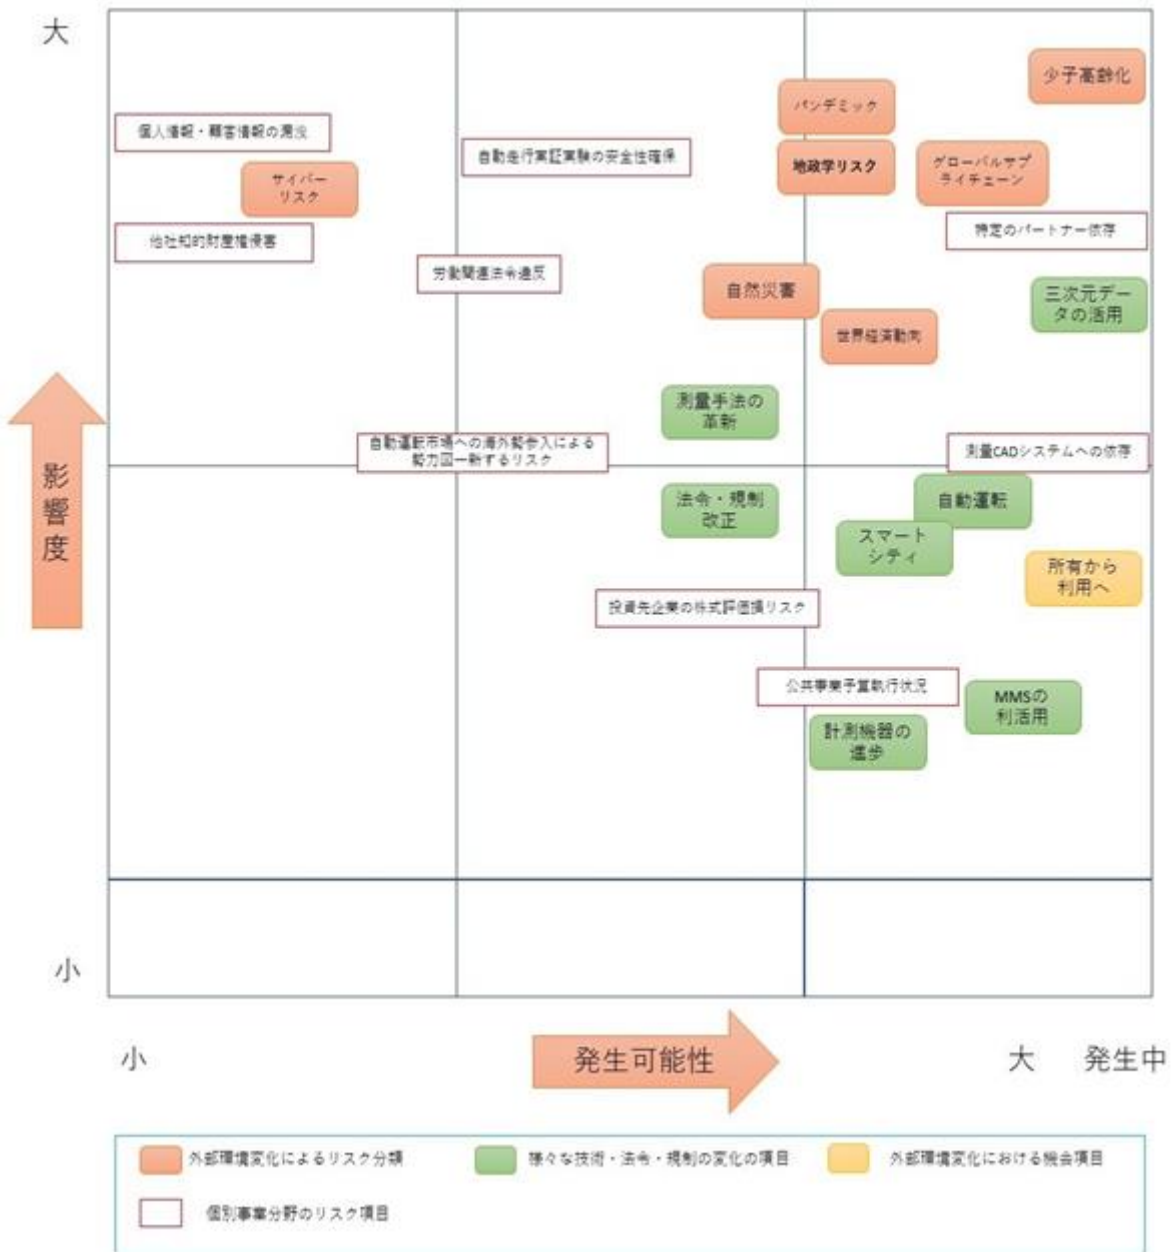 大
少子高齢化
パンデミック
個人情報・顧客情報の漏洩
自動走行実証実験の安全性確保
地政学リスク
グローバルサプ
ライチェーン
サイバー
リスク
特定のパートナー依存
他社知的財産権侵害
労働関連法令違反
自然災害
三次元デー
タの活用
世界経済動向
測量手法の
革新
自動運転市場への海外勢参入による
勢力図一新するリスク
測量CADシステムへの依存
影響度
法令・規制
改正
自動運転
スマート
シティ
所有から
利用へ
投資先企業の株式評価損リスク
公共事業予算執行状況
MMSの
利活用
計測機器の
進歩
小
小
発生可能性
大
発生中
外部環境変化によるリスク分類
様々な技術・法令・規制の変化の項目
外部環境変化における機会項目
個別事業分野のリスク項目